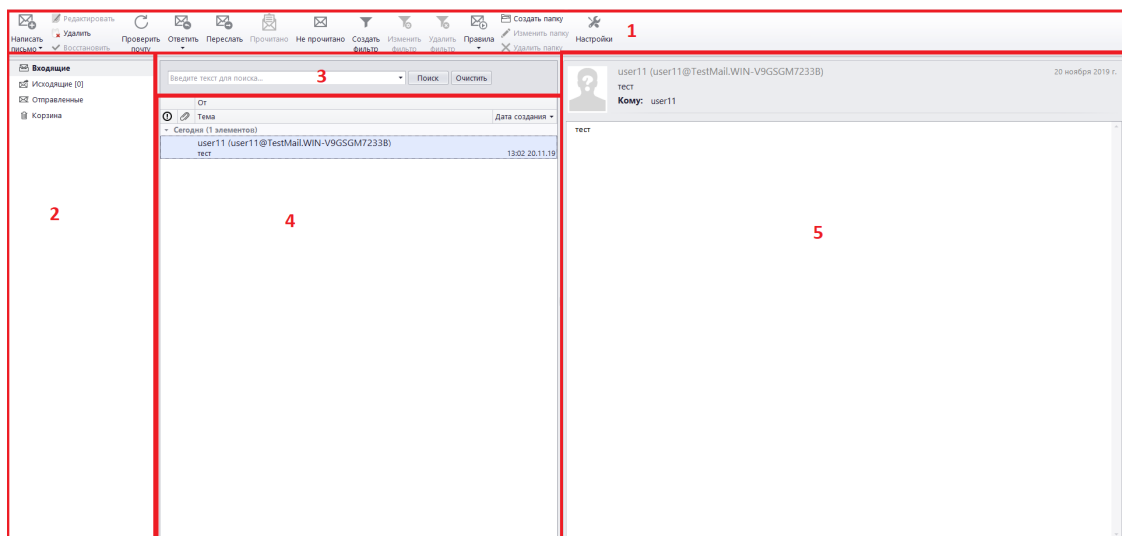 Написать письмо
Редактировать
Удалить
Восстановить
Проверить почту
Ответить
Переслать
Прочитано
Не прочитано
Создать фильтр
Изменить фильтр
Удалить фильтр
Правила
Создать папку
Изменить папку
Удалить папку
Настройки
1
Входящие
Исходящие [0]
Отправленные
Корзина
2
Введите текст для поиска...
3
Поиск
Очистить
От
Тема
Дата создания
Сегодня (1 элементов)
user11 (user11@TestMail.WIN-V9GSGM7233B)
тест
13:02 20.11.19
4
user11 (user11@TestMail.WIN-V9GSGM7233B)
20 ноября 2019 г.
тест
Кому: user11
тест
5